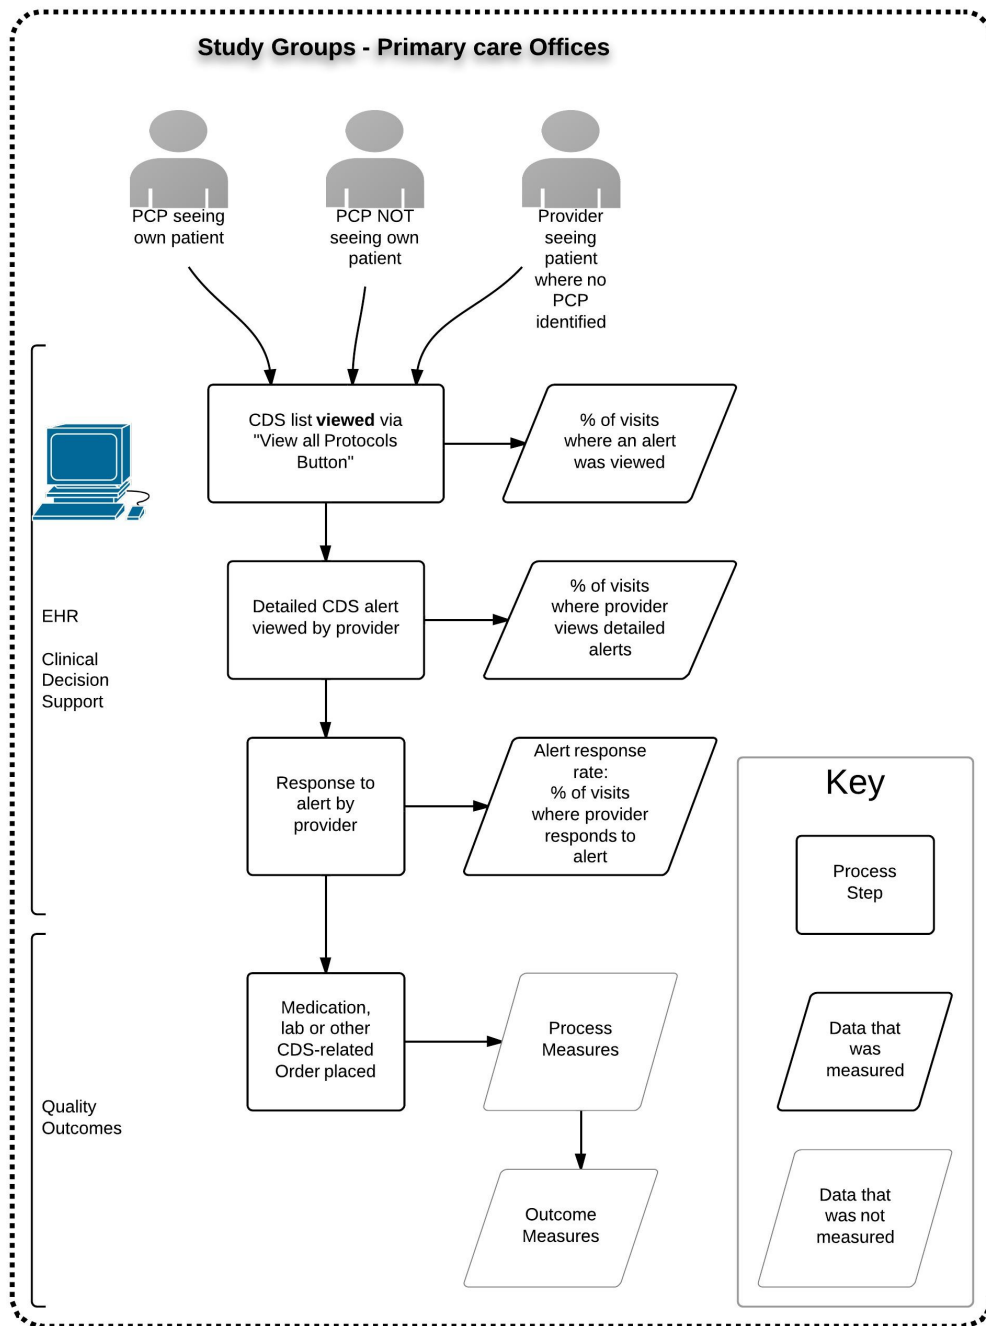 Study Groups - Primary care Offices
PCP seeing
own patient
PCP NOT
seeing own
patient
Provider
seeing
patient
where no
PCP
identified
CDS list viewed via
"View all Protocols
Button"
% of visits
where an alert
was viewed
EHR
Clinical
Decision
Support
Detailed CDS alert
viewed by provider
% of visits
where provider
views detailed
alerts
Response to
alert by
provider
Alert response
rate:
% of visits
where provider
responds to
alert
Quality
Outcomes
Medication,
lab or other
CDS-related
Order placed
Process
Measures
Outcome
Measures
Key
Process
Step
Data that
was
measured
Data that
was not
measured